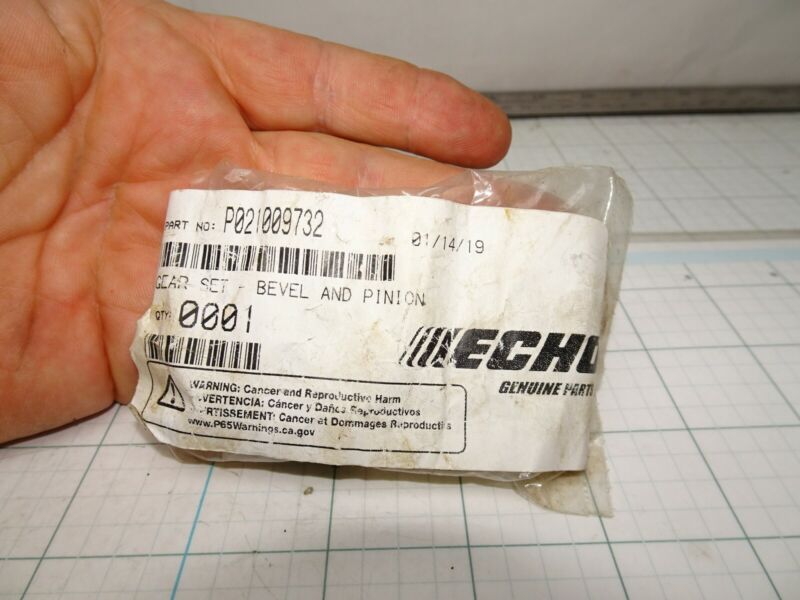 PART NO: P021009732
01/14/19
GEAR SET - BEVEL AND PINION
QTY: 0001
ECHO
GENUINE PARTS
WARNING: Cancer and Reproductive Harm
ADVERTENCIA: Cáncer y Daños Reproductivos
AVERTISSEMENT: Cancer at Dommages Reproductifs
www.P65Warnings.ca.gov